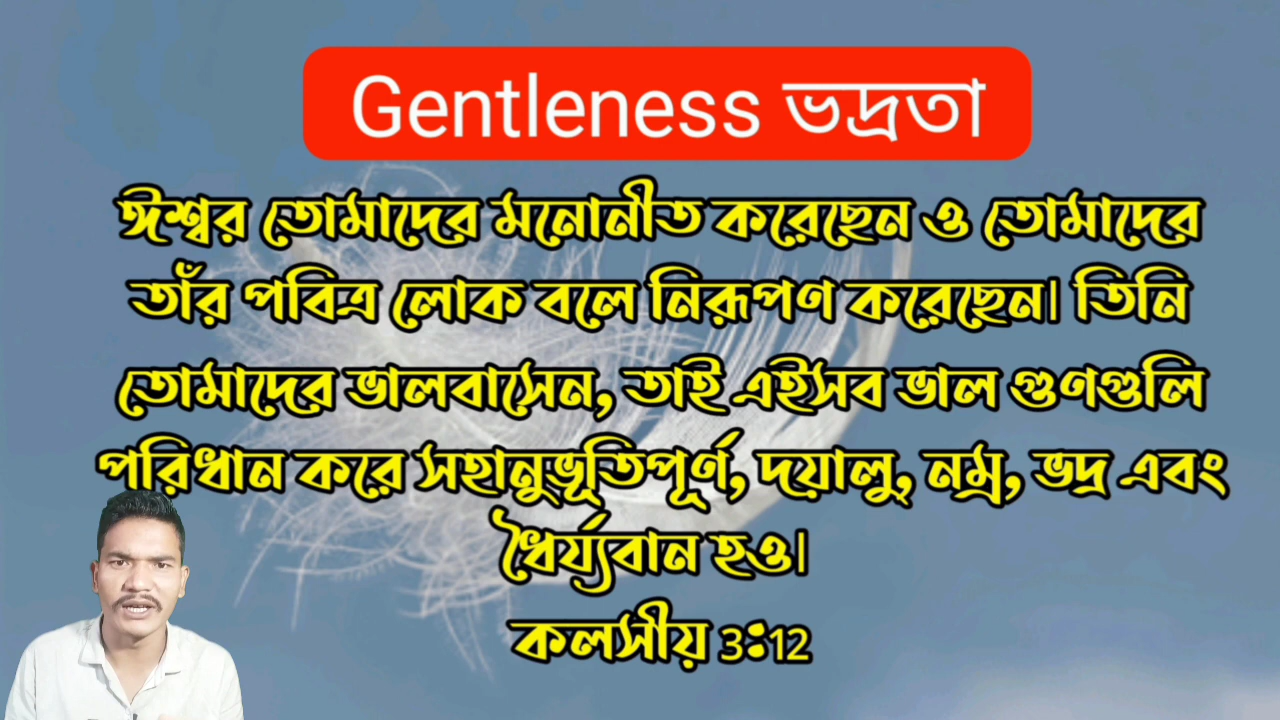 Gentleness ভদ্রতা
ঈশ্বর তোমাদের মনোনীত করেছেন ও তোমাদের
তাঁর পবিত্র লোক বলে নিরূপণ করেছেন। তিনি
তোমাদের ভালবাসেন, তাই এইসব ভাল গুণগুলি
পরিধান করে সহানুভূতিপূর্ণ, দয়ালু, নম্র, ভদ্র এবং
ধৈর্য্যবান হও।
কলসীয় 3:12